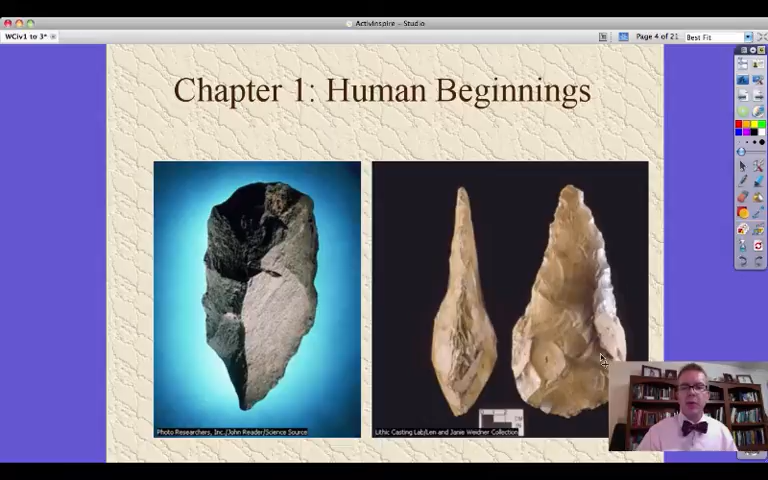 ActivInspire - Studio
WCiv1 to 3*
Page 4 of 21
Best Fit
Chapter 1: Human Beginnings
Photo Researchers, Inc./John Reader/Science Source
Lithic Casting Lab/Len and Janie Weidner Collection